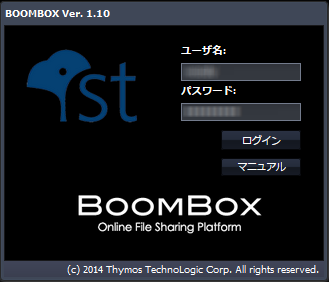 BOOMBOX Ver. 1.10
st
ユーザ名:
パスワード:
ログイン
マニュアル
BOOMBOX
Online File Sharing Platform
(c) 2014 Thymos TechnoLogic Corp. All rights reserved.